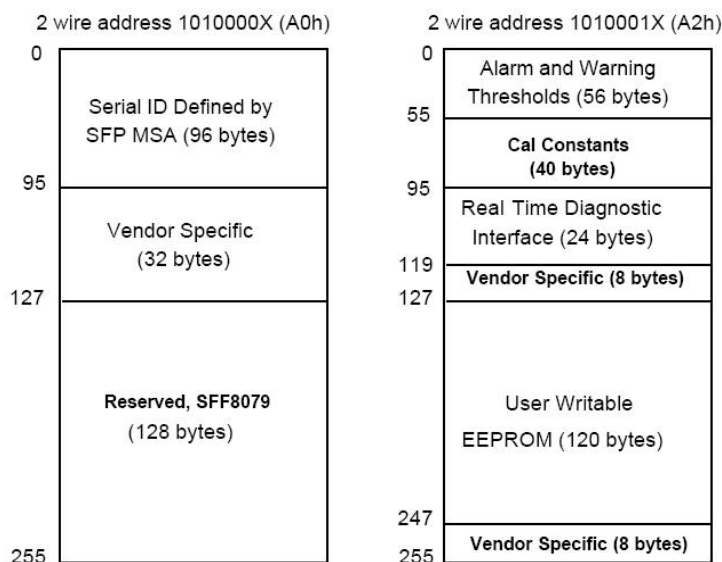 2 wire address 1010000X (A0h)
0
Serial ID Defined by
SFP MSA (96 bytes)
95
Vendor Specific
(32 bytes)
127
Reserved, SFF8079
(128 bytes)
255
2 wire address 1010001X (A2h)
0
Alarm and Warning
Thresholds (56 bytes)
55
Cal Constants
(40 bytes)
95
Real Time Diagnostic
Interface (24 bytes)
119
Vendor Specific (8 bytes)
127
User Writable
EEPROM (120 bytes)
247
Vendor Specific (8 bytes)
255